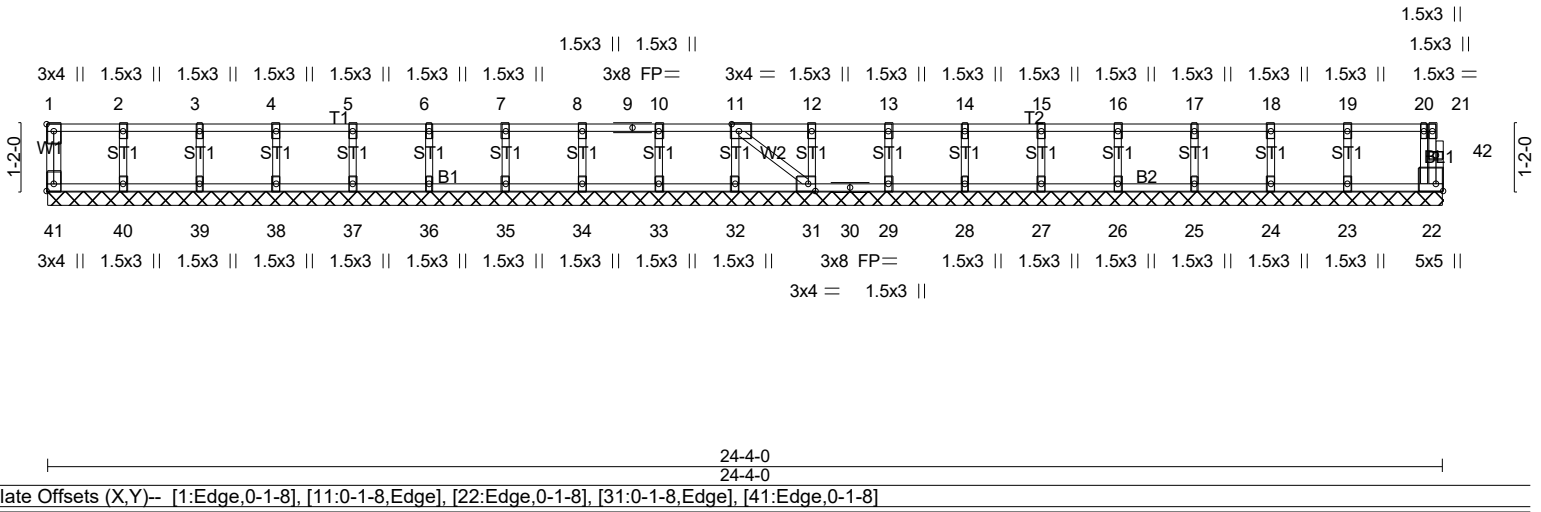 1.5x3 ||
1.5x3 || 1.5x3 || 1.5x3 ||
3x4 || 1.5x3 || 1.5x3 || 1.5x3 || 1.5x3 || 1.5x3 || 1.5x3 || 3x8 FP= 3x4 = 1.5x3 || 1.5x3 || 1.5x3 || 1.5x3 || 1.5x3 || 1.5x3 || 1.5x3 || 1.5x3 || 1.5x3 =
1 2 3 4 5 6 7 8 9 10 11 12 13 14 15 16 17 18 19 20 21
T1 T2
1-2-0 W1 ST1 ST1 ST1 ST1 ST1 ST1 ST1 ST1 ST1 W2 ST1 ST1 ST1 ST1 ST1 ST1 ST1 ST1 42 1-2-0
B1 B2
41 40 39 38 37 36 35 34 33 32 31 30 29 28 27 26 25 24 23 22
3x4 || 1.5x3 || 1.5x3 || 1.5x3 || 1.5x3 || 1.5x3 || 1.5x3 || 1.5x3 || 1.5x3 || 1.5x3 || 3x8 FP= 1.5x3 || 1.5x3 || 1.5x3 || 1.5x3 || 1.5x3 || 1.5x3 || 5x5 ||
3x4 = 1.5x3 ||
24-4-0
24-4-0
late Offsets (X,Y)-- [1:Edge,0-1-8], [11:0-1-8,Edge], [22:Edge,0-1-8], [31:0-1-8,Edge], [41:Edge,0-1-8]